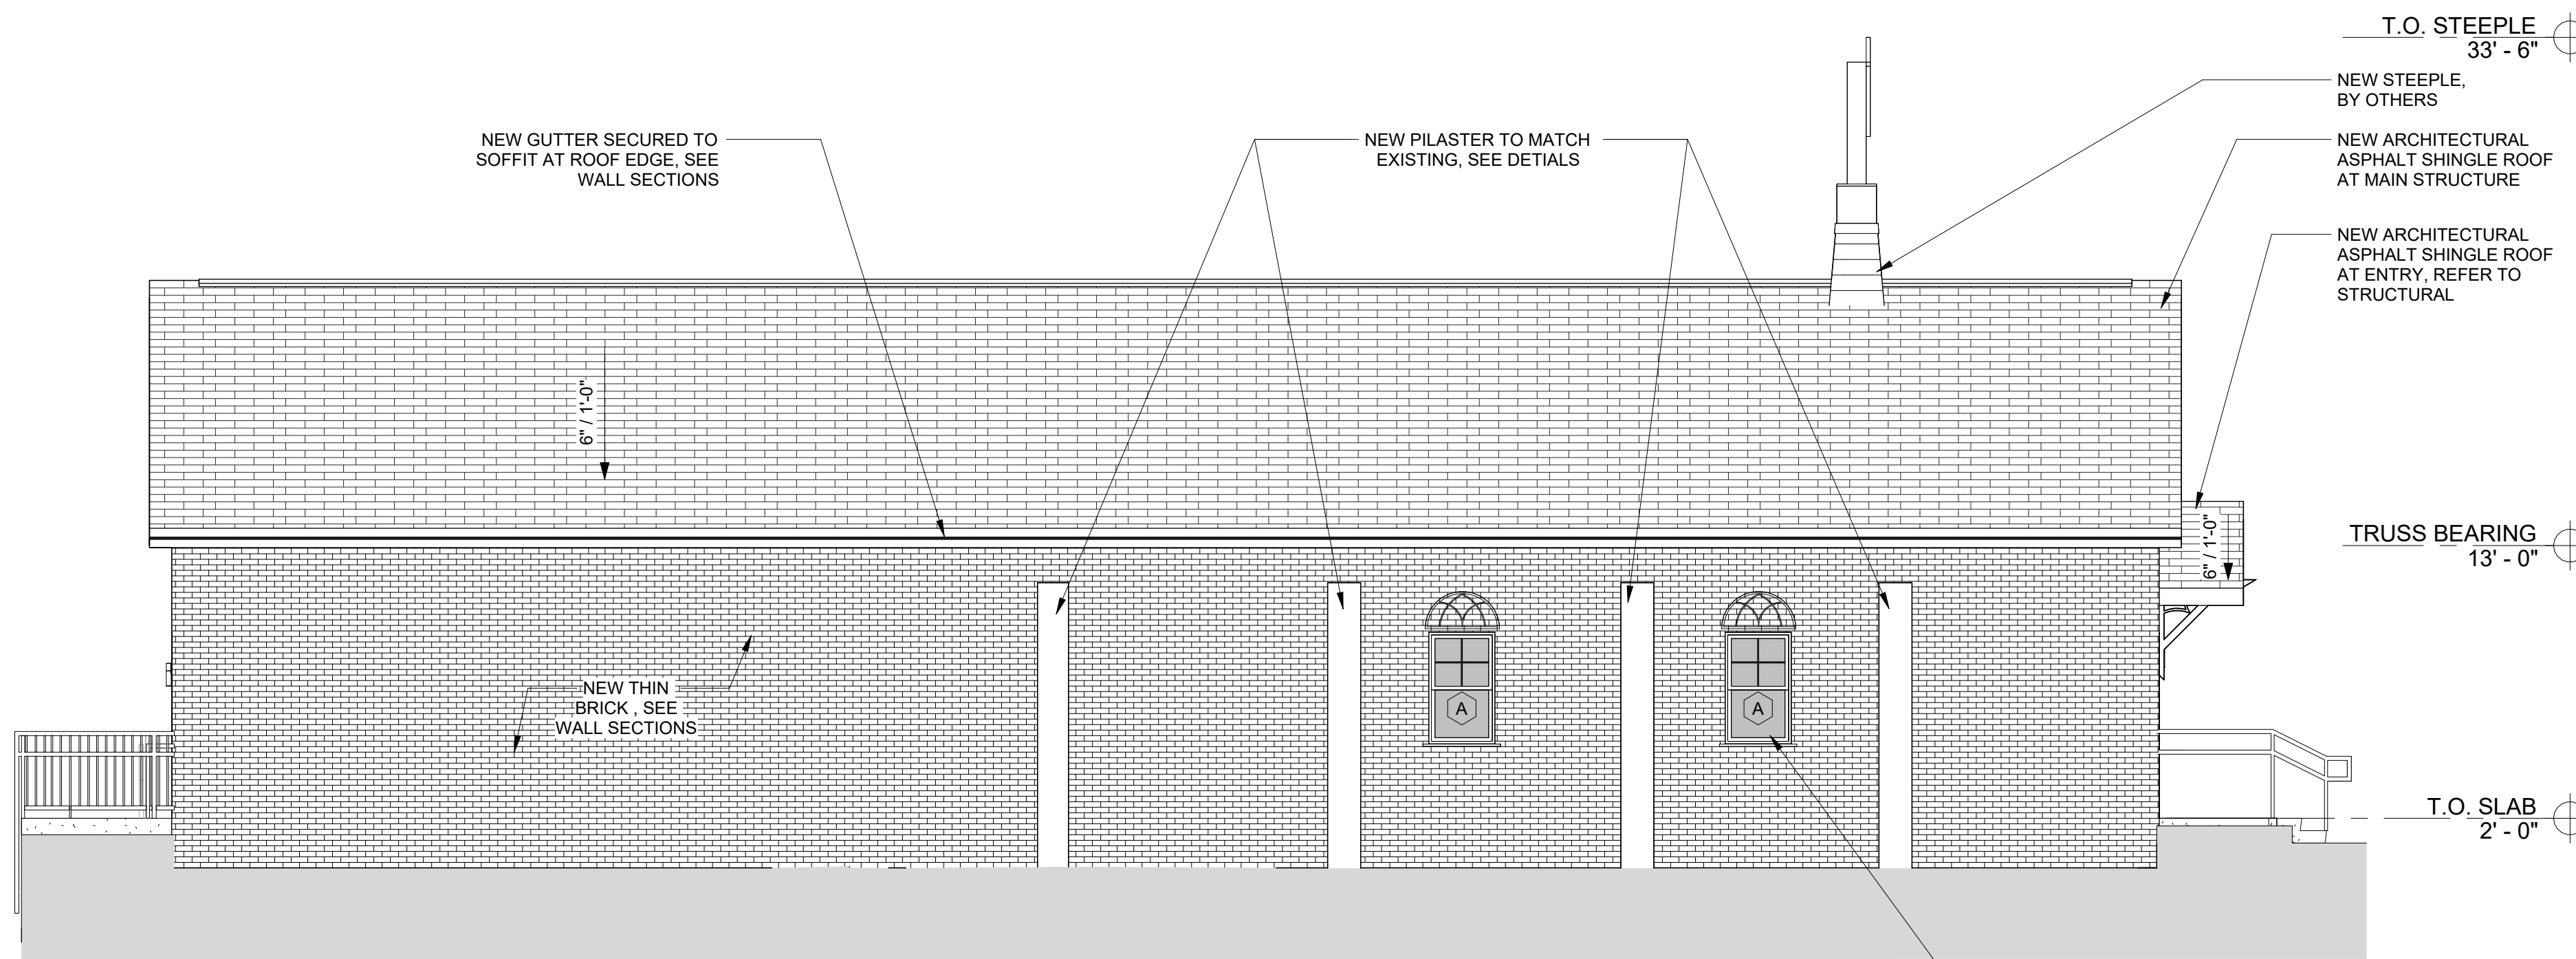 T.O. STEEPLE
33' - 6"
NEW STEEPLE,
BY OTHERS
NEW GUTTER SECURED TO
SOFFIT AT ROOF EDGE, SEE
WALL SECTIONS
NEW PILASTER TO MATCH
EXISTING, SEE DETIALS
NEW ARCHITECTURAL
ASPHALT SHINGLE ROOF
AT MAIN STRUCTURE
NEW ARCHITECTURAL
ASPHALT SHINGLE ROOF
AT ENTRY, REFER TO
STRUCTURAL
6" / 1'-0"
6" / 1'-0"
TRUSS BEARING
13' - 0"
NEW THIN
BRICK , SEE
WALL SECTIONS
A
A
T.O. SLAB
2' - 0"